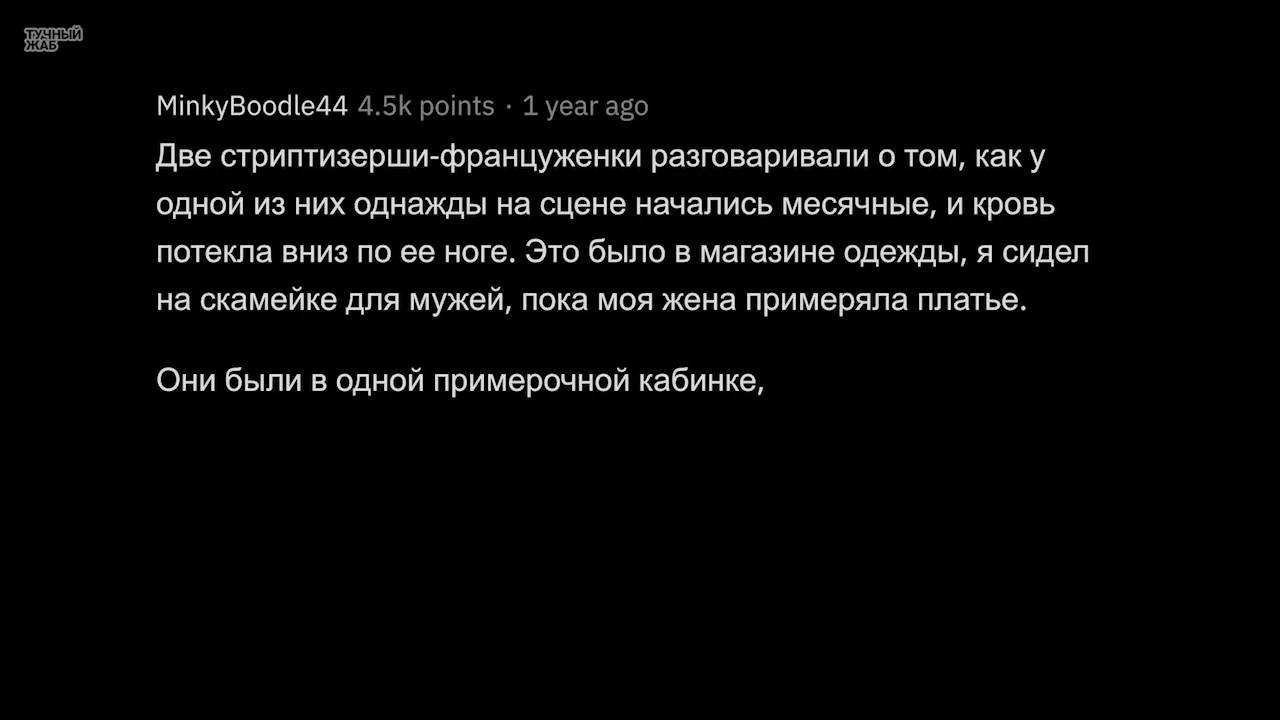 ТУЧНЫЙ
ЖАБ
MinkyBoodle44 4.5k points · 1 year ago
Две стриптизерши-француженки разговаривали о том, как у
одной из них однажды на сцене начались месячные, и кровь
потекла вниз по ее ноге. Это было в магазине одежды, я сидел
на скамейке для мужей, пока моя жена примеряла платье.
Они были в одной примерочной кабинке,